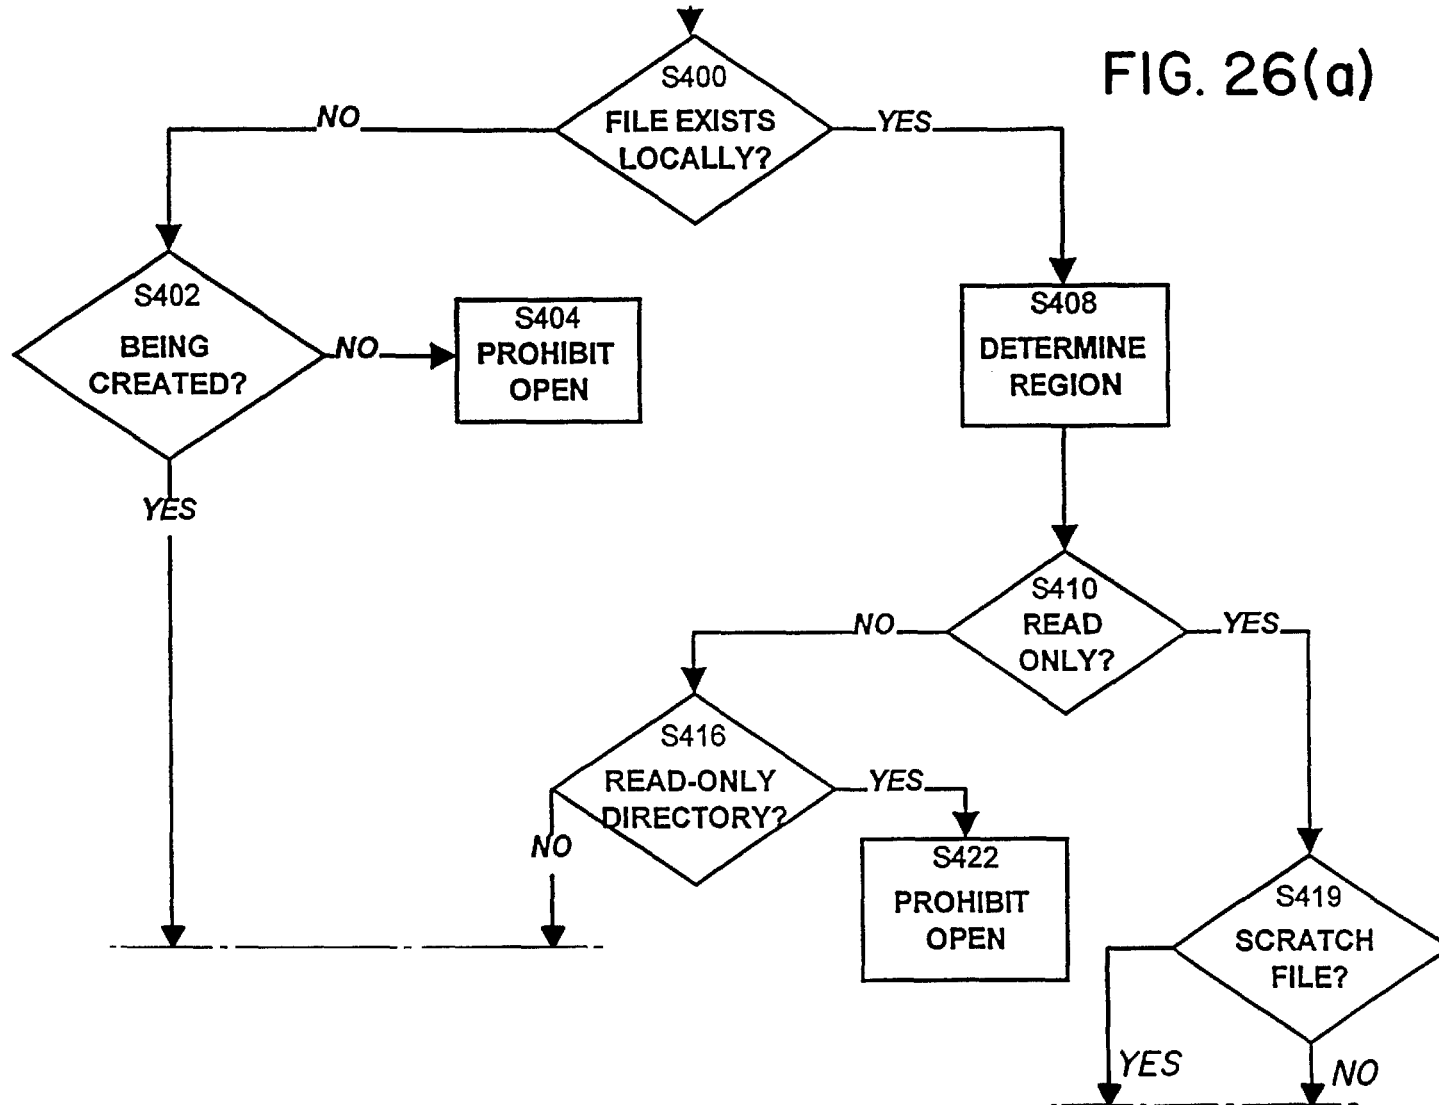 FIG. 26(a)
S400
FILE EXISTS
LOCALLY?
NO
YES
S402
BEING
CREATED?
NO
S404
PROHIBIT
OPEN
YES
S408
DETERMINE
REGION
S410
READ
ONLY?
NO
YES
S416
READ-ONLY
DIRECTORY?
YES
NO
S422
PROHIBIT
OPEN
S419
SCRATCH
FILE?
YES
NO